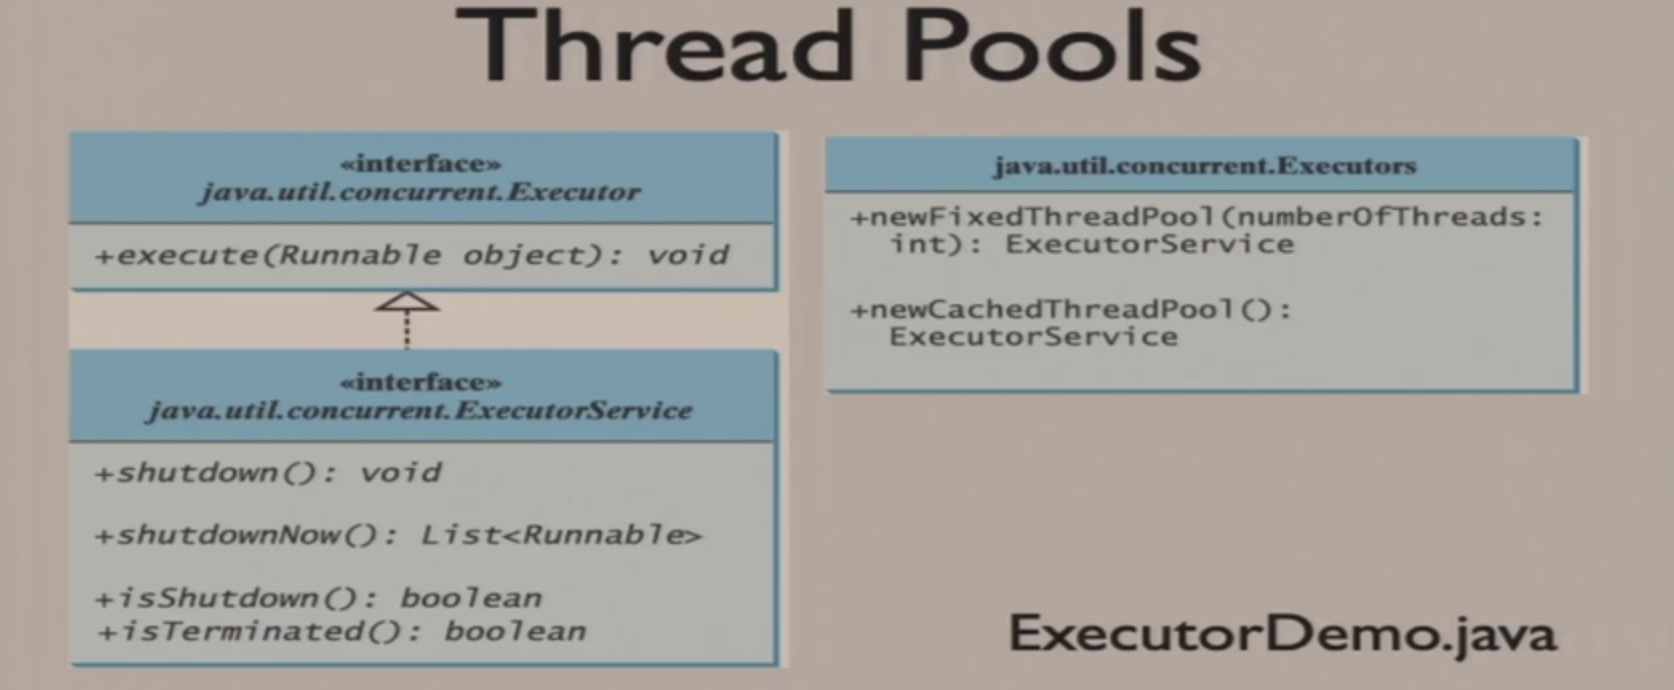 Thread Pools
«interface»
java.util.concurrent.Executor
+execute(Runnable object): void
«interface»
java.util.concurrent.ExecutorService
+shutdown(): void
+shutdownNow(): List<Runnable>
+isShutdown(): boolean
+isTerminated(): boolean
java.util.concurrent.Executors
+newFixedThreadPool(numberOfThreads:
int): ExecutorService
+newCachedThreadPool():
ExecutorService
ExecutorDemo.java